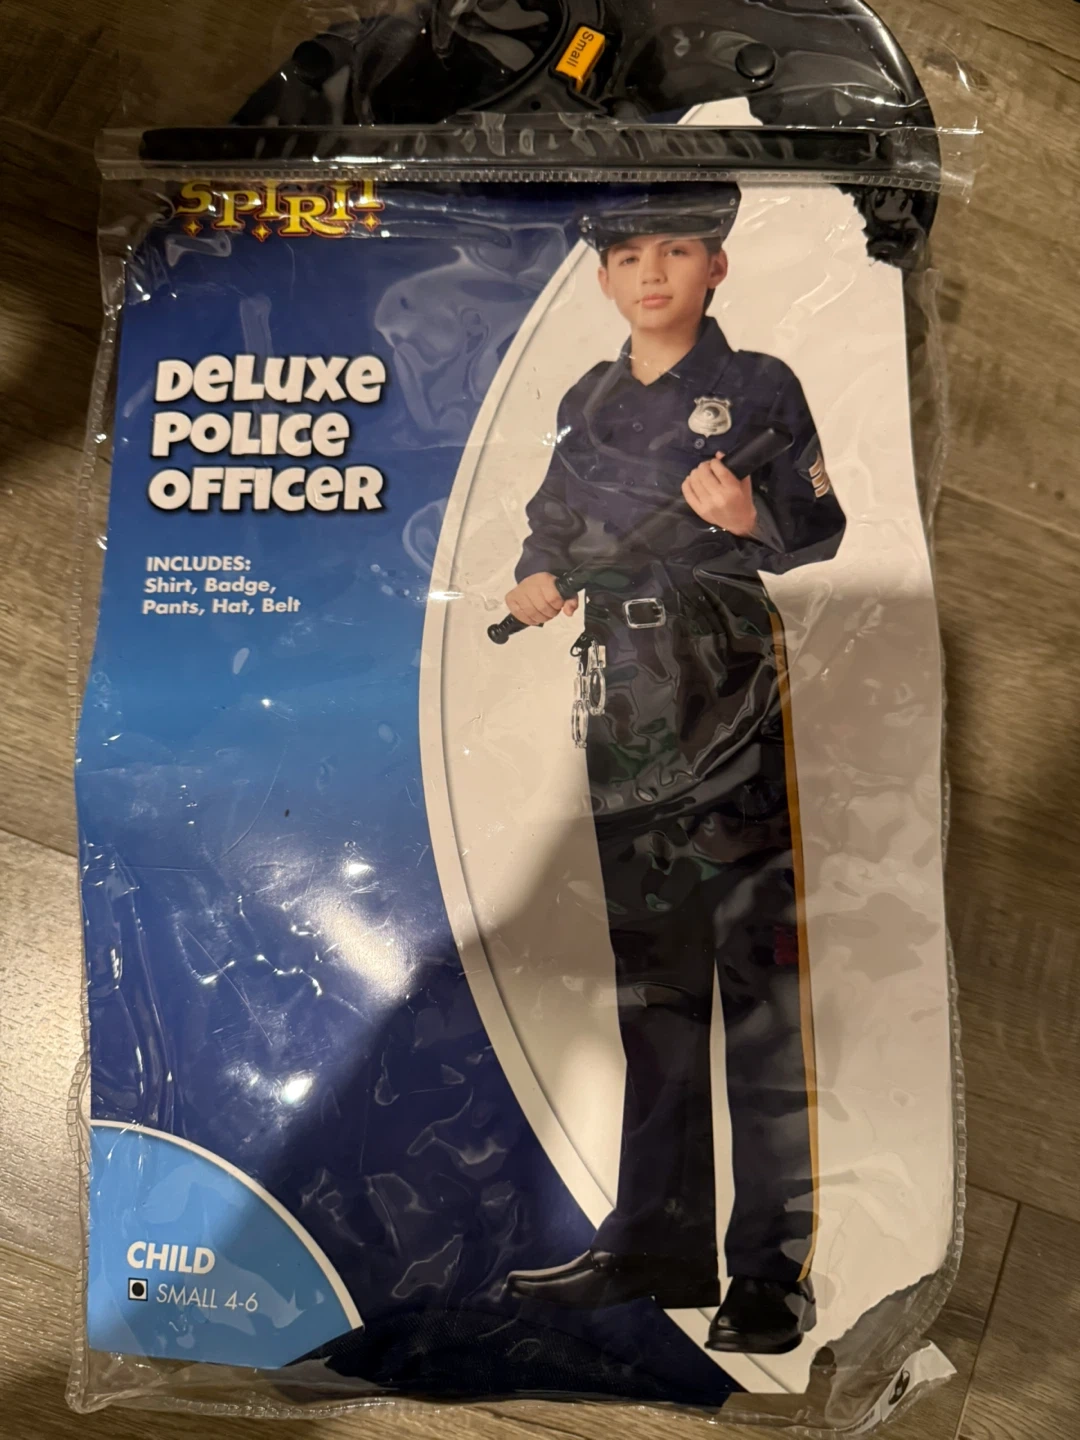 Small
SPIRIT
DELUXE
POLICE
OFFICER
INCLUDES:
Shirt, Badge,
Pants, Hat, Belt
CHILD
SMALL 4-6